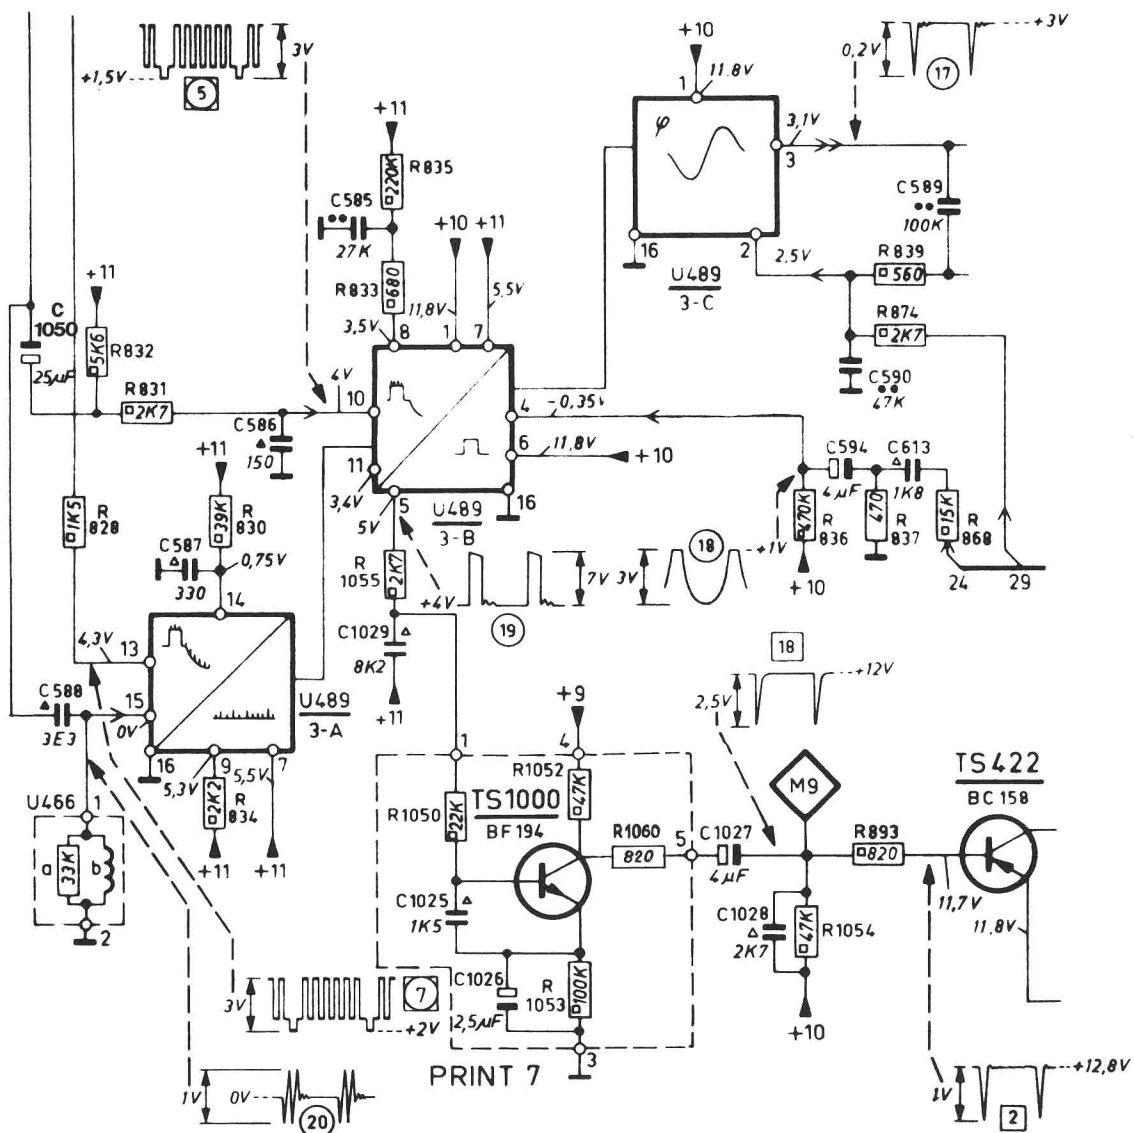 3V
+1,5V
5
+11
R835
220K
C585
27K
R833
680
+10
+11
11,8V
5,5V
3,5V
8
1
7
+10
11.8V
1
φ
3,1V
3
16
2
2,5V
U489
3-C
0,2V
+3V
17
C589
100K
R839
560
R874
2K7
C590
47K
+11
C
1050
25µF
5K6
R832
R831
2K7
C586
150
4V
10
11
3,4V
5
5V
4
-0,35V
6
11,8V
+10
16
U489
3-B
C594
4µF
C613
1K8
470K
R
836
+10
470
R
837
15K
R
868
24
29
1K5
R
828
+11
39K
R
830
C587
330
0,75V
14
R
1055
2K7
C1029
8K2
+11
+4V
7V
19
3V
18
+1V
4,3V
13
15
0V
16
9
7
U489
3-A
C588
3E3
5,3V
5,5V
2K2
R
834
+11
+11
U466
1
a
33K
b
2
18
2,5V
+12V
1
+9
4
R1052
47K
R1050
22K
TS1000
BF194
R1060
820
5
C1027
4µF
M9
R893
820
TS422
BC158
11,7V
11,8V
C1025
1K5
C1026
2,5µF
R
1053
100K
3
C1028
2K7
47K
R1054
+10
PRINT 7
3V
7
+2V
1V
0V
20
1V
+12,8V
2